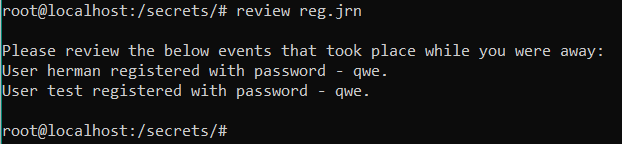 root@localhost:/secrets/# review reg.jrn
Please review the below events that took place while you were away:
User herman registered with password - qwe.
User test registered with password - qwe.
root@localhost:/secrets/#